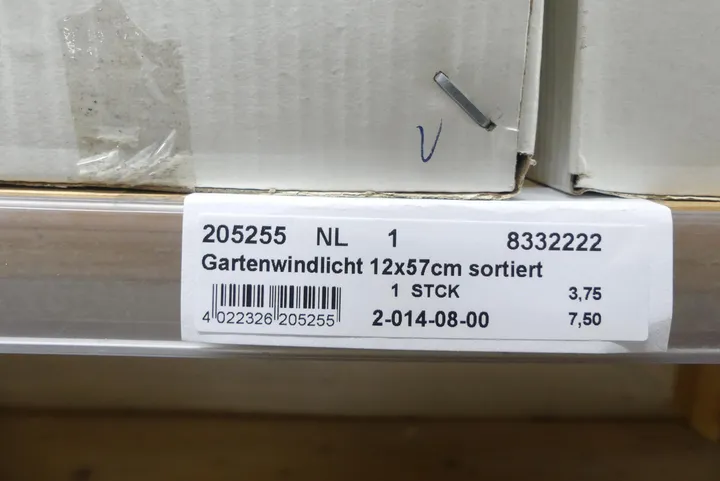 V
205255 NL 1 8332222
Gartenwindlicht 12x57cm sortiert
1 STCK 3,75
4 022326 205255 2-014-08-00 7,50